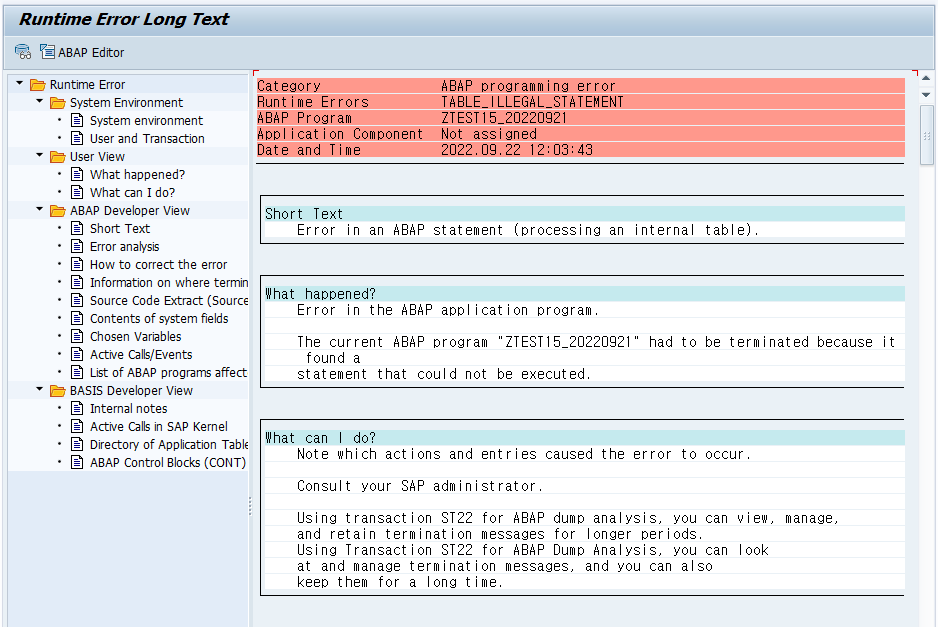 Runtime Error Long Text
ABAP Editor
Runtime Error
System Environment
System environment
User and Transaction
User View
What happened?
What can I do?
ABAP Developer View
Short Text
Error analysis
How to correct the error
Information on where termin
Source Code Extract (Source
Contents of system fields
Chosen Variables
Active Calls/Events
List of ABAP programs affect
BASIS Developer View
Internal notes
Active Calls in SAP Kernel
Directory of Application Table
ABAP Control Blocks (CONT)
Category ABAP programming error
Runtime Errors TABLE_ILLEGAL_STATEMENT
ABAP Program ZTEST15_20220921
Application Component Not assigned
Date and Time 2022.09.22 12:03:43
Short Text
Error in an ABAP statement (processing an internal table).
What happened?
Error in the ABAP application program.
The current ABAP program "ZTEST15_20220921" had to be terminated because it
found a
statement that could not be executed.
What can I do?
Note which actions and entries caused the error to occur.
Consult your SAP administrator.
Using transaction ST22 for ABAP dump analysis, you can view, manage,
and retain termination messages for longer periods.
Using Transaction ST22 for ABAP Dump Analysis, you can look
at and manage termination messages, and you can also
keep them for a long time.